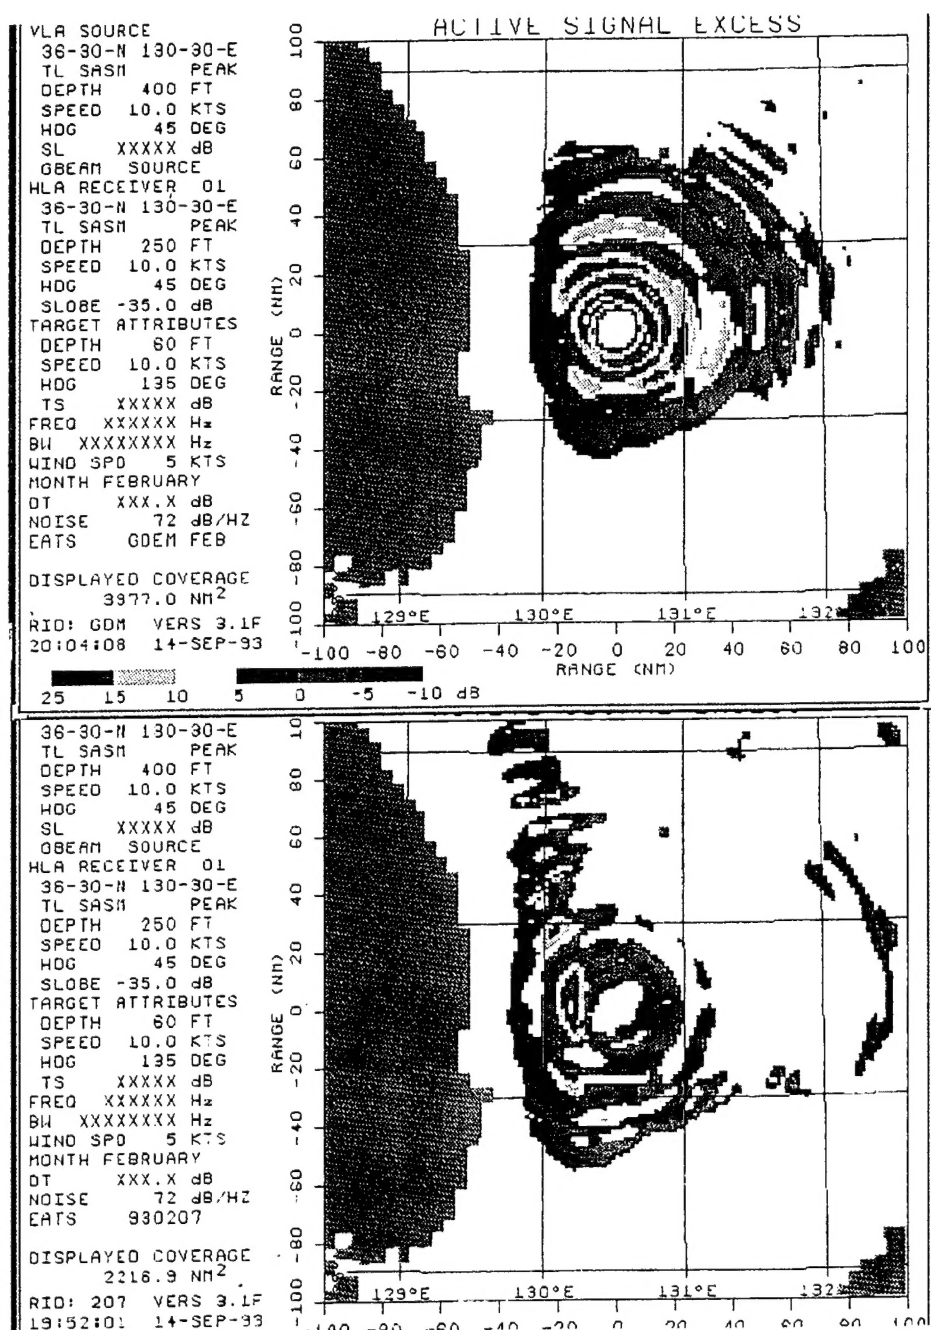 ACTIVE SIGNAL EXCESS
VLA SOURCE
36-30-N 130-30-E
TL SASM PEAK
DEPTH 400 FT
SPEED 10.0 KTS
HDG 45 DEG
SL XXXXX dB
GBEAM SOURCE
HLA RECEIVER 01
36-30-N 130-30-E
TL SASM PEAK
DEPTH 250 FT
SPEED 10.0 KTS
HDG 45 DEG
SLOBE -35.0 dB
TARGET ATTRIBUTES
DEPTH 60 FT
SPEED 10.0 KTS
HDG 135 DEG
TS XXXXX dB
FREQ XXXXXX Hz
BW XXXXXXXX Hz
WIND SPD 5 KTS
MONTH FEBRUARY
DT XXX.X dB
NOISE 72 dB/HZ
EATS GDEM FEB
DISPLAYED COVERAGE
3977.0 NM2
RID: GDM VERS 3.1F
20:04:08 14-SEP-93
100
80
60
40
20
0
-20
-40
-60
-80
-100
RANGE (NM)
129°E 130°E 131°E 132
-100 -80 -60 -40 -20 0 20 40 60 80 100
RANGE (NM)
25 15 10 5 0 -5 -10 dB
36-30-N 130-30-E
TL SASM PEAK
DEPTH 400 FT
SPEED 10.0 KTS
HDG 45 DEG
SL XXXXX dB
GBEAM SOURCE
HLA RECEIVER 01
36-30-N 130-30-E
TL SASM PEAK
DEPTH 250 FT
SPEED 10.0 KTS
HDG 45 DEG
SLOBE -35.0 dB
TARGET ATTRIBUTES
DEPTH 60 FT
SPEED 10.0 KTS
HDG 135 DEG
TS XXXXX dB
FREQ XXXXXX Hz
BW XXXXXXXX Hz
WIND SPD 5 KTS
MONTH FEBRUARY
DT XXX.X dB
NOISE 72 dB/HZ
EATS 930207
DISPLAYED COVERAGE
2216.9 NM2
RID: 207 VERS 3.1F
19:52:01 14-SEP-93
80
60
40
20
0
-20
-40
-60
-80
RANGE (NM)
129°E 130°E 131°E 132